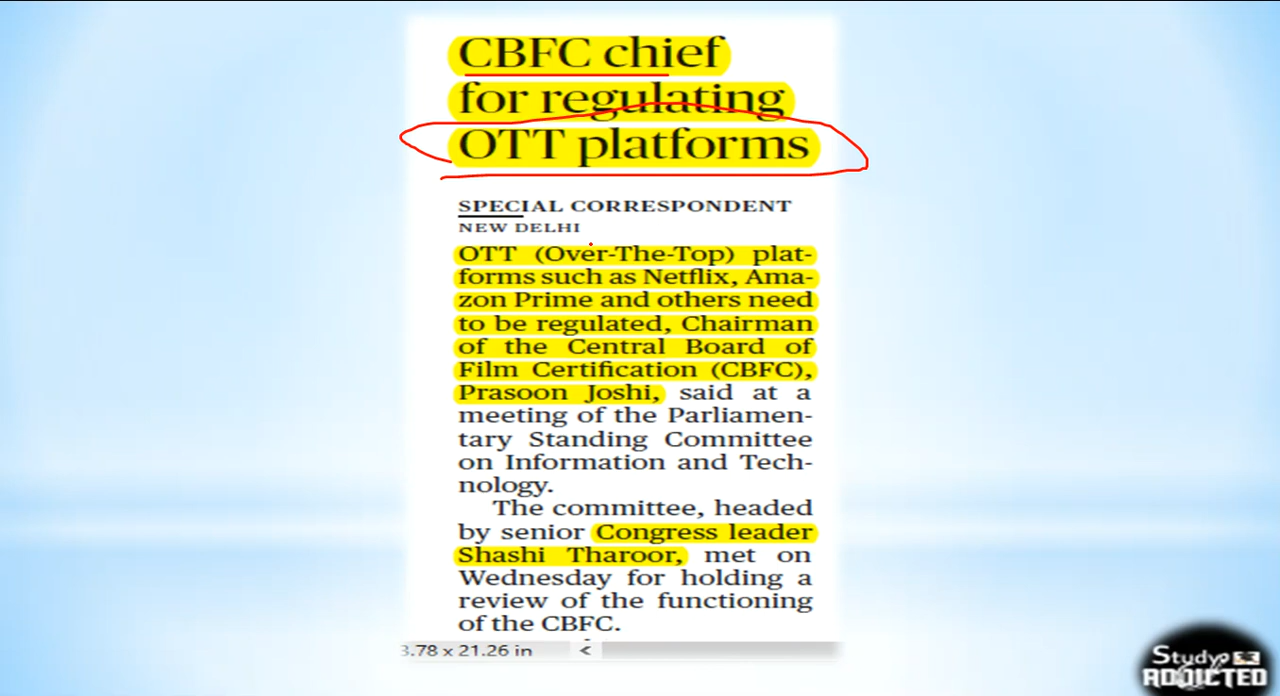 CBFC chief
for regulating
OTT platforms
SPECIAL CORRESPONDENT
NEW DELHI
OTT (Over-The-Top) plat-
forms such as Netflix, Ama-
zon Prime and others need
to be regulated, Chairman
of the Central Board of
Film Certification (CBFC),
Prasoon Joshi, said at a
meeting of the Parliamen-
tary Standing Committee
on Information and Tech-
nology.
The committee, headed
by senior Congress leader
Shashi Tharoor, met on
Wednesday for holding a
review of the functioning
of the CBFC.
3.78 x 21.26 in <
Study
ADDICTED